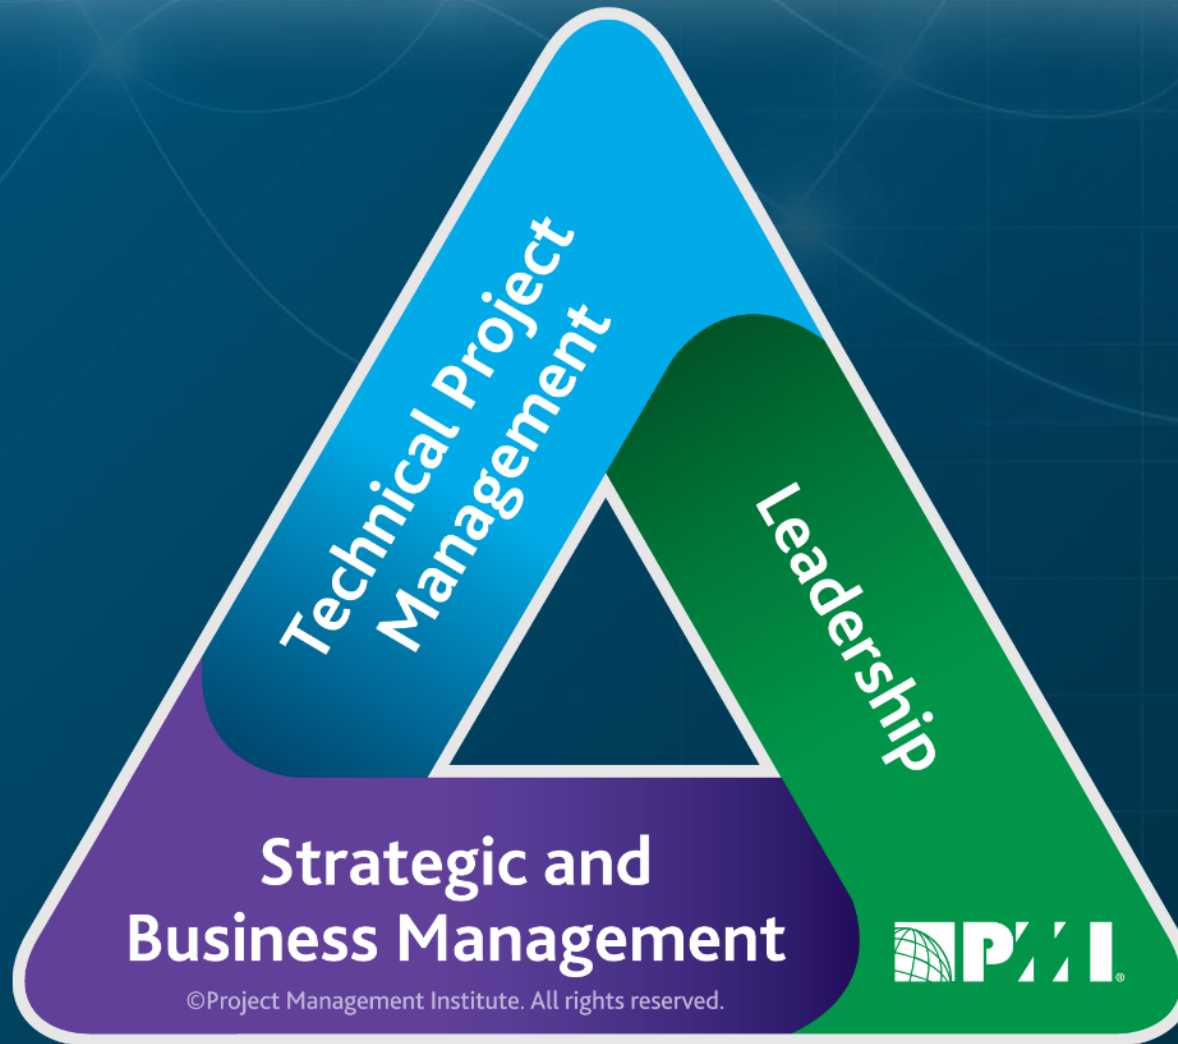 Technical Project
Management
Leadership
Strategic and
Business Management
©Project Management Institute. All rights reserved.
PMI®